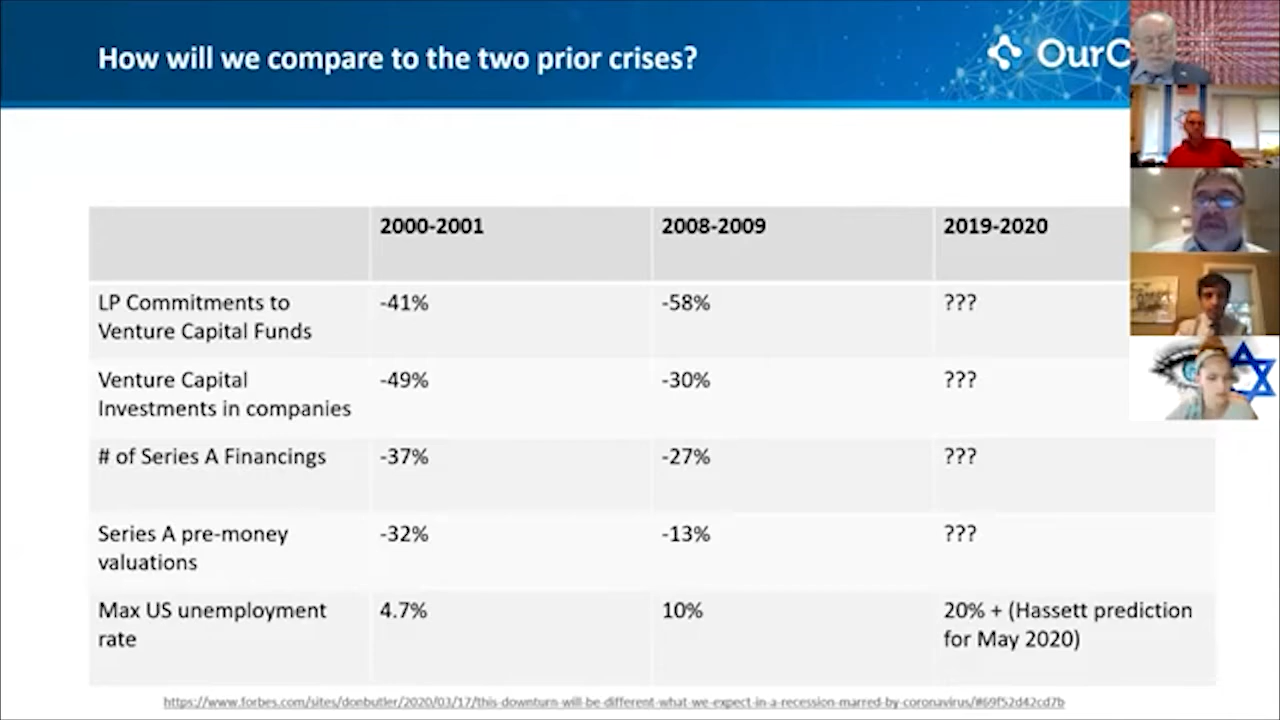 How will we compare to the two prior crises?
OurC
2000-2001 2008-2009 2019-2020
LP Commitments to
Venture Capital Funds
-41% -58% ???
Venture Capital
Investments in companies
-49% -30% ???
# of Series A Financings -37% -27% ???
Series A pre-money
valuations
-32% -13% ???
Max US unemployment
rate
4.7% 10% 20% + (Hassett prediction
for May 2020)
https://www.forbes.com/sites/donbutler/2020/03/17/this-downturn-will-be-different-what-we-expect-in-a-recession-marred-by-coronavirus/#69f52d42cd7b